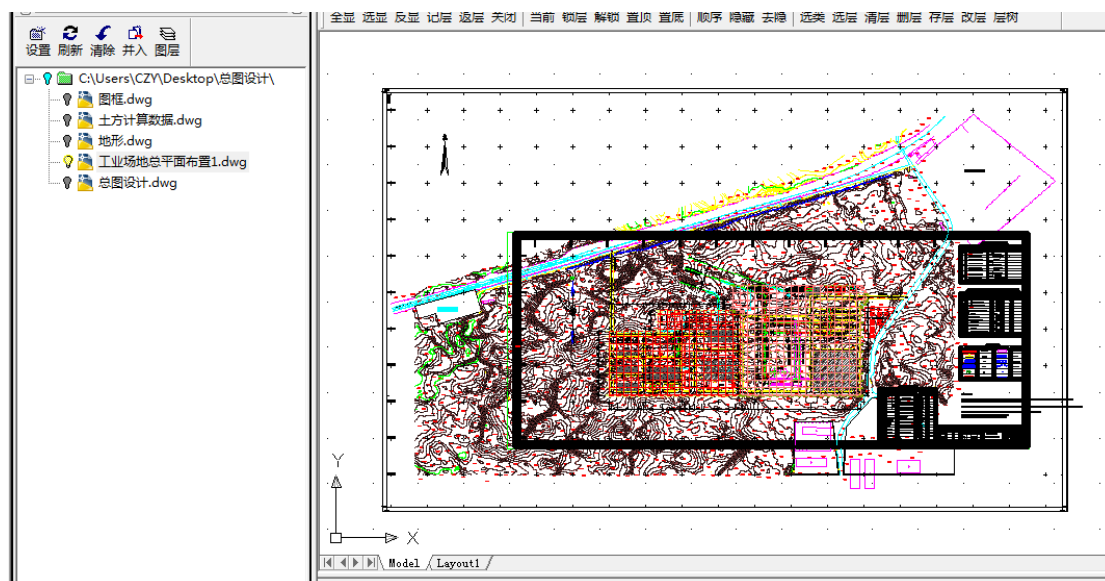 全显 选显 反显 记层 返层 关闭 当前 锁层 解锁 置顶 置底 顺序 隐藏 去隐 选类 选层 清层 删层 存层 改层 层树
设置 刷新 清除 并入 图层
C:\Users\CZY\Desktop\总图设计\
图框.dwg
土方计算数据.dwg
地形.dwg
工业场地总平面布置1.dwg
总图设计.dwg
Y
X
Model Layout1